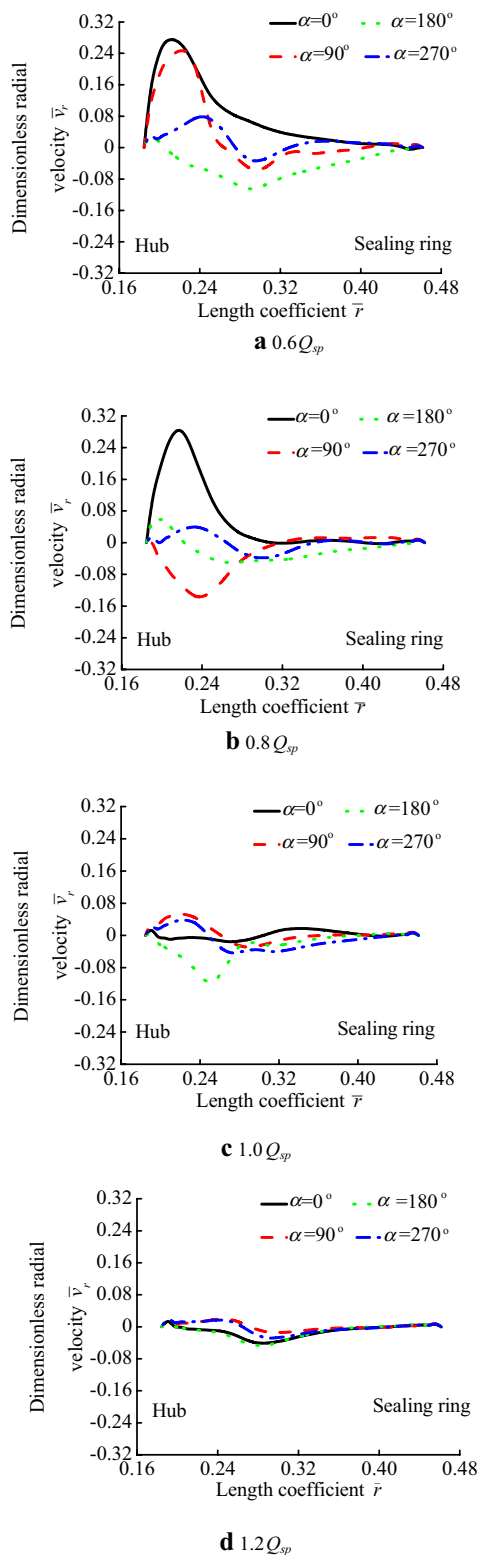 α=0° α=180°
α=90° α=270°
0.32
0.24
0.16
0.08
0
-0.08
-0.16
-0.24
-0.32
Dimensionless radial
velocity v̅ᵣ
Hub Sealing ring
0.16 0.24 0.32 0.40 0.48
Length coefficient r̅
a 0.6Qsp
α=0° α=180°
α=90° α=270°
0.32
0.24
0.16
0.08
0
-0.08
-0.16
-0.24
-0.32
Dimensionless radial
velocity v̅ᵣ
Hub Sealing ring
0.16 0.24 0.32 0.40 0.48
Length coefficient r̅
b 0.8Qsp
α=0° α=180°
α=90° α=270°
0.32
0.24
0.16
0.08
0
-0.08
-0.16
-0.24
-0.32
Dimensionless radial
velocity v̅ᵣ
Hub Sealing ring
0.16 0.24 0.32 0.40 0.48
Length coefficient r̅
c 1.0Qsp
α=0° α=180°
α=90° α=270°
0.32
0.24
0.16
0.08
0
-0.08
-0.16
-0.24
-0.32
Dimensionless radial
velocity v̅ᵣ
Hub Sealing ring
0.16 0.24 0.32 0.40 0.48
Length coefficient r̅
d 1.2Qsp